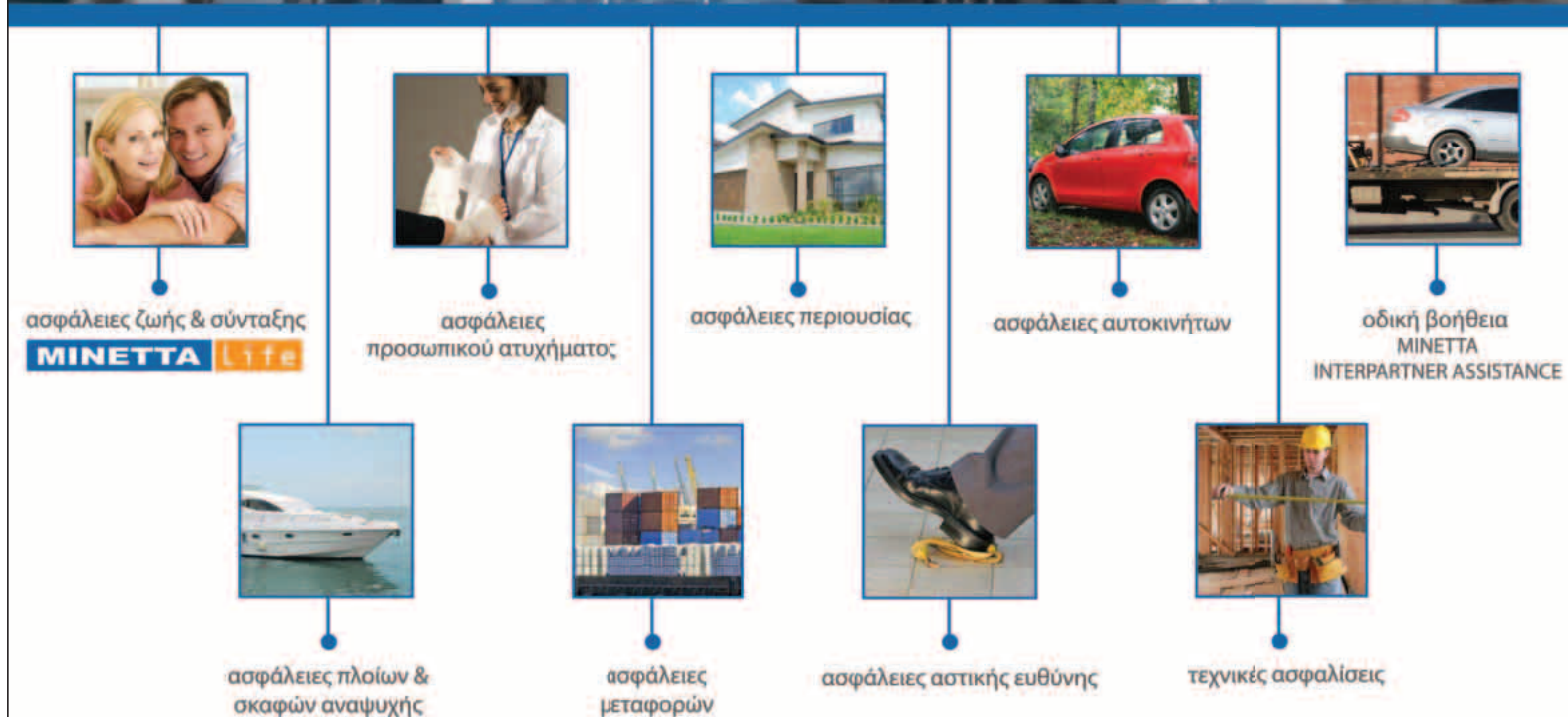 ασφάλειες ζωής & σύνταξης
MINETTA Life
ασφάλειες
προσωπικού ατυχήματος
ασφάλειες περιουσίας
ασφάλειες αυτοκινήτων
οδική βοήθεια
MINETTA
INTERPARTNER ASSISTANCE
ασφάλειες πλοίων &
σκαφών αναψυχής
ασφάλειες
μεταφορών
ασφάλειες αστικής ευθύνης
τεχνικές ασφαλίσεις